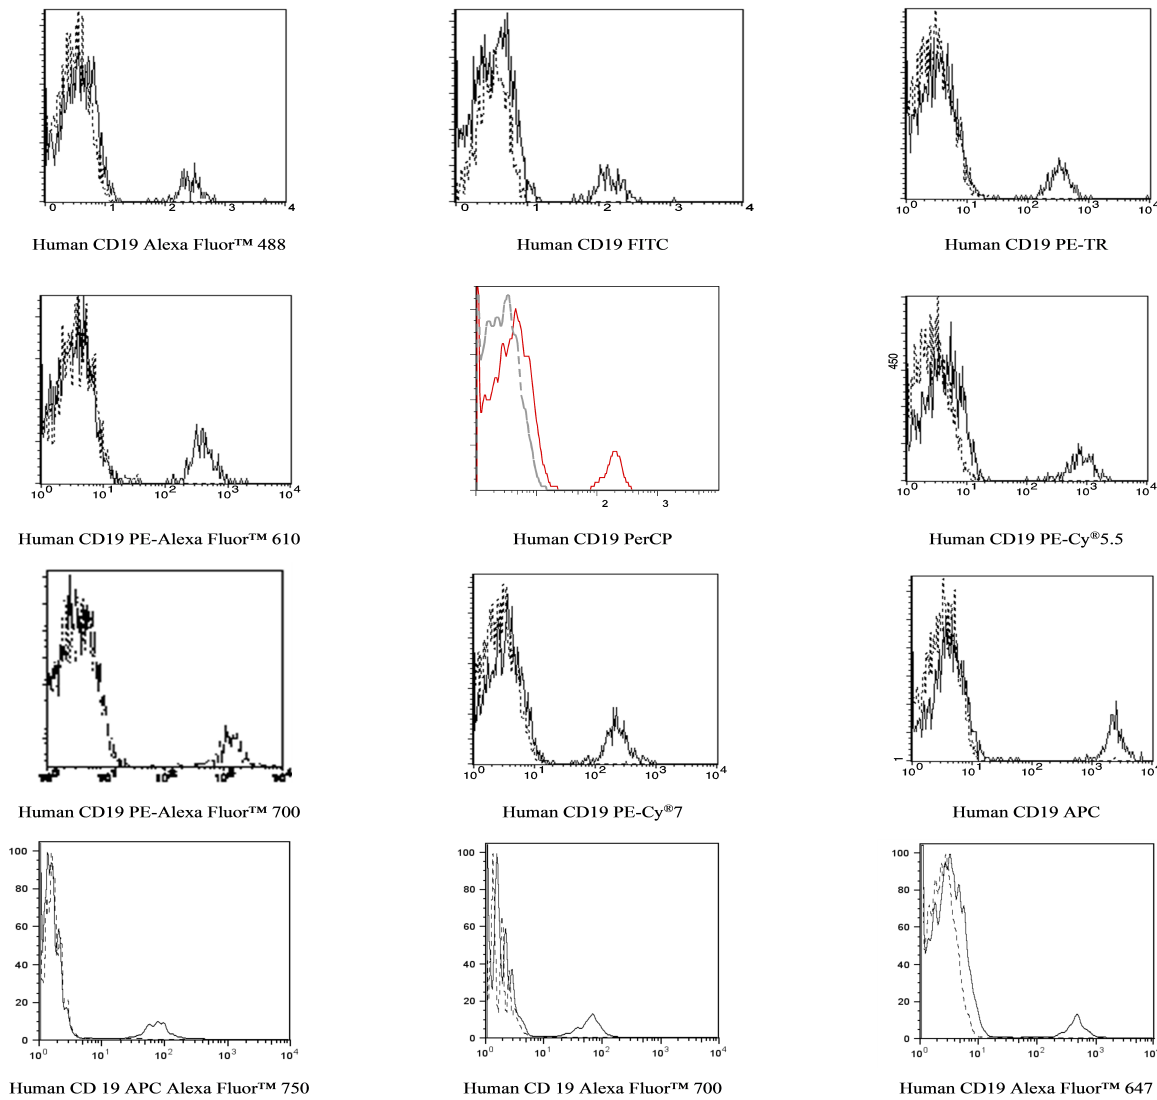 0 1 2 3 4
0 1 2 3 4
10⁰ 10¹ 10² 10³ 10⁴
Human CD19 Alexa Fluor™ 488
Human CD19 FITC
Human CD19 PE-TR
10⁰ 10¹ 10² 10³ 10⁴
2 3
450
10⁰ 10¹ 10² 10³ 10⁴
Human CD19 PE-Alexa Fluor™ 610
Human CD19 PerCP
Human CD19 PE-Cy®5.5
10⁰ 10¹ 10² 10³ 10⁴
10⁰ 10¹ 10² 10³ 10⁴
1
10⁰ 10¹ 10² 10³
Human CD19 PE-Alexa Fluor™ 700
Human CD19 PE-Cy®7
Human CD19 APC
100
80
60
40
20
0
10⁰ 10¹ 10² 10³ 10⁴
100
80
60
40
20
0
10⁰ 10¹ 10² 10³ 10⁴
100
80
60
40
20
0
10⁰ 10¹ 10² 10³
Human CD 19 APC Alexa Fluor™ 750
Human CD 19 Alexa Fluor™ 700
Human CD19 Alexa Fluor™ 647